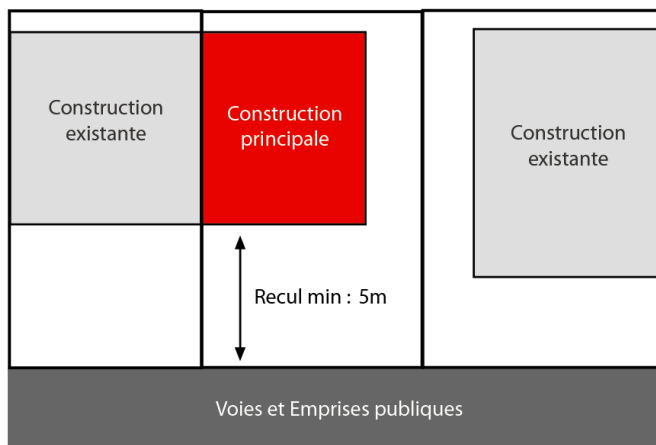 Construction
existante
Construction
principale
Construction
existante
Recul min : 5m
Voies et Emprises publiques